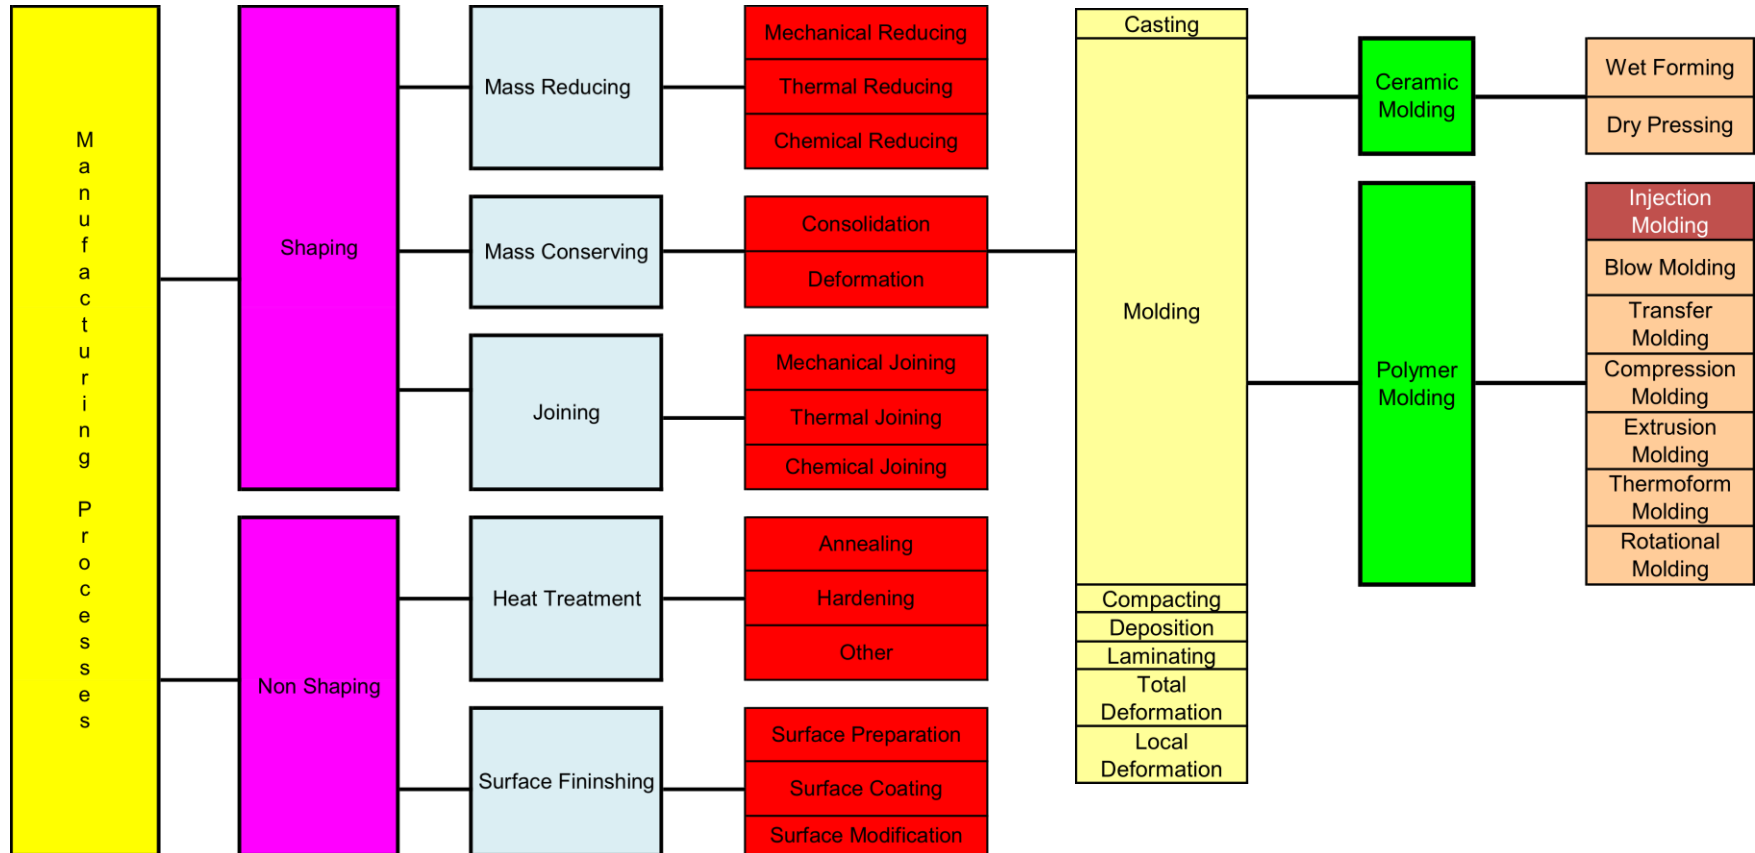 Manufacturing Processes
Shaping
Non Shaping
Mass Reducing
Mass Conserving
Joining
Heat Treatment
Surface Fininshing
Mechanical Reducing
Thermal Reducing
Chemical Reducing
Consolidation
Deformation
Mechanical Joining
Thermal Joining
Chemical Joining
Annealing
Hardening
Other
Surface Preparation
Surface Coating
Surface Modification
Casting
Molding
Compacting
Deposition
Laminating
Total
Deformation
Local
Deformation
Ceramic
Molding
Polymer
Molding
Wet Forming
Dry Pressing
Injection
Molding
Blow Molding
Transfer
Molding
Compression
Molding
Extrusion
Molding
Thermoform
Molding
Rotational
Molding